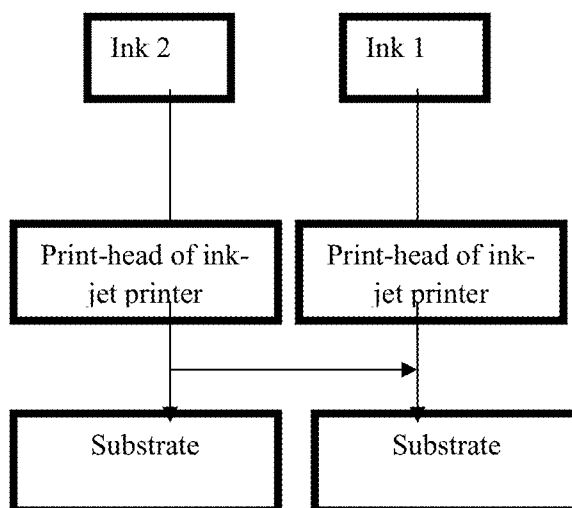 Ink 2
Ink 1
Print-head of ink-
jet printer
Print-head of ink-
jet printer
Substrate
Substrate